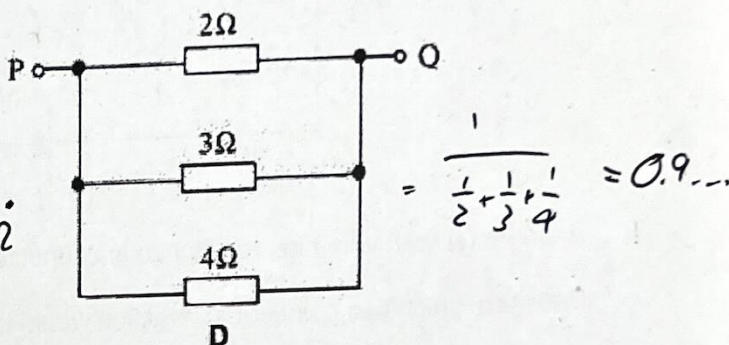 2Ω
P Q
3Ω
= 1 / (1/2 + 1/3 + 1/4) = 0.9...
4Ω
D